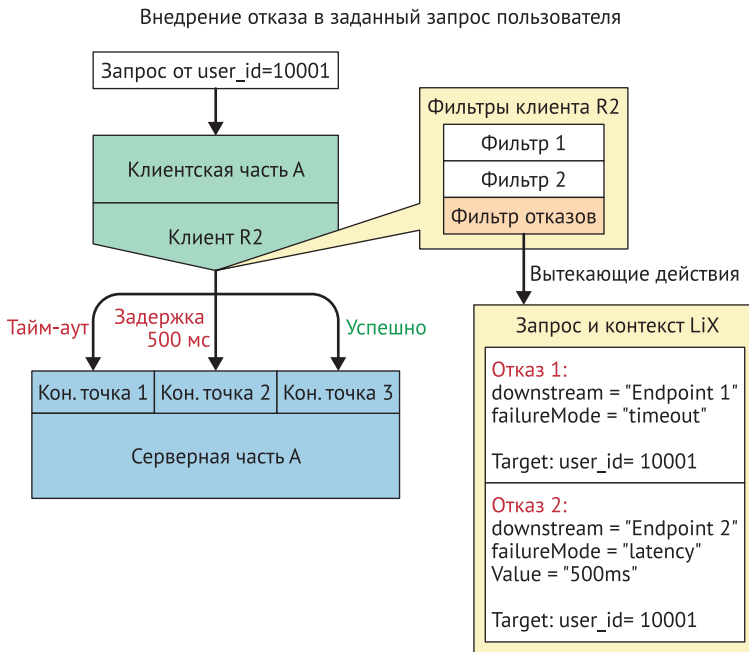 Внедрение отказа в заданный запрос пользователя
Запрос от user_id=10001
Клиентская часть A
Клиент R2
Фильтры клиента R2
Фильтр 1
Фильтр 2
Фильтр отказов
Вытекающие действия
Тайм-аут
Задержка
500 мс
Успешно
Кон. точка 1
Кон. точка 2
Кон. точка 3
Серверная часть A
Запрос и контекст LiX
Отказ 1:
downstream = "Endpoint 1"
failureMode = "timeout"
Target: user_id= 10001
Отказ 2:
downstream = "Endpoint 2"
failureMode = "latency"
Value = "500ms"
Target: user_id= 10001